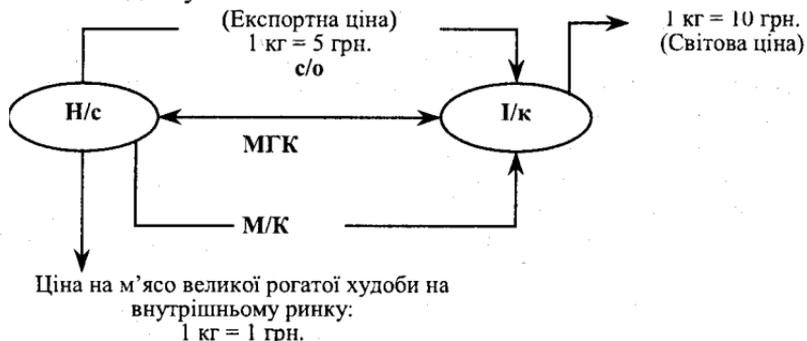 (Експортна ціна)
1 кг = 5 грн.
с/о
1 кг = 10 грн.
(Світова ціна)
Н/с
І/к
МГК
М/К
Ціна на м’ясо великої рогатої худоби на
внутрішньому ринку:
1 кг = 1 грн.